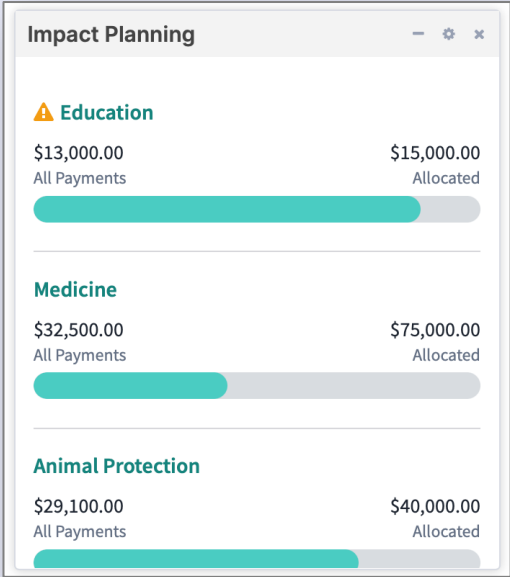 Impact Planning
Education
$13,000.00 $15,000.00
All Payments Allocated
Medicine
$32,500.00 $75,000.00
All Payments Allocated
Animal Protection
$29,100.00 $40,000.00
All Payments Allocated